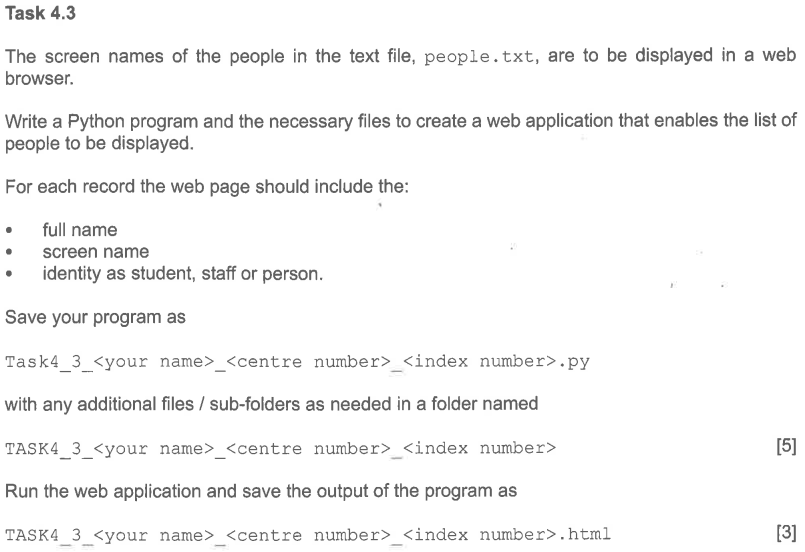 Task 4.3
The screen names of the people in the text file, people.txt, are to be displayed in a web
browser.
Write a Python program and the necessary files to create a web application that enables the list of
people to be displayed.
For each record the web page should include the:
• full name
• screen name
• identity as student, staff or person.
Save your program as
Task4_3_<your name>_<centre number>_<index number>.py
with any additional files / sub-folders as needed in a folder named
TASK4_3_<your name>_<centre number>_<index number> [5]
Run the web application and save the output of the program as
TASK4_3_<your name>_<centre number>_<index number>.html [3]